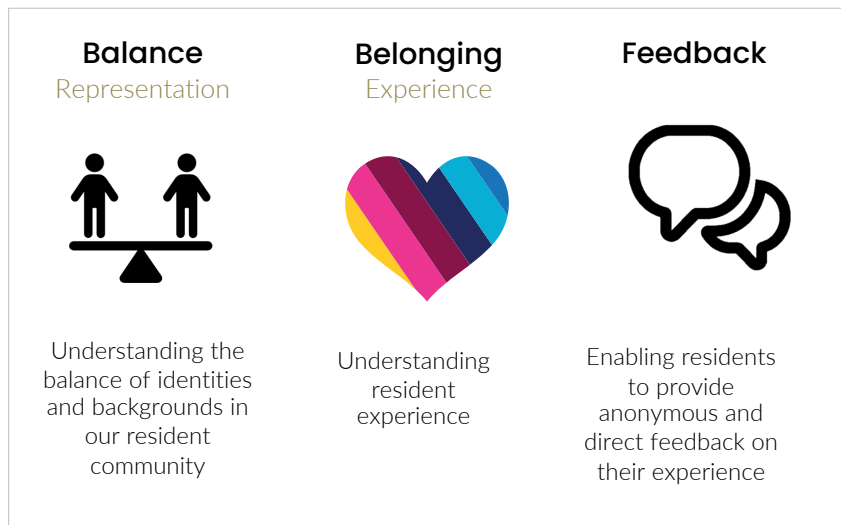 Balance
Representation
Understanding the
balance of identities
and backgrounds in
our resident
community
Belonging
Experience
Understanding
resident
experience
Feedback
Enabling residents
to provide
anonymous and
direct feedback on
their experience